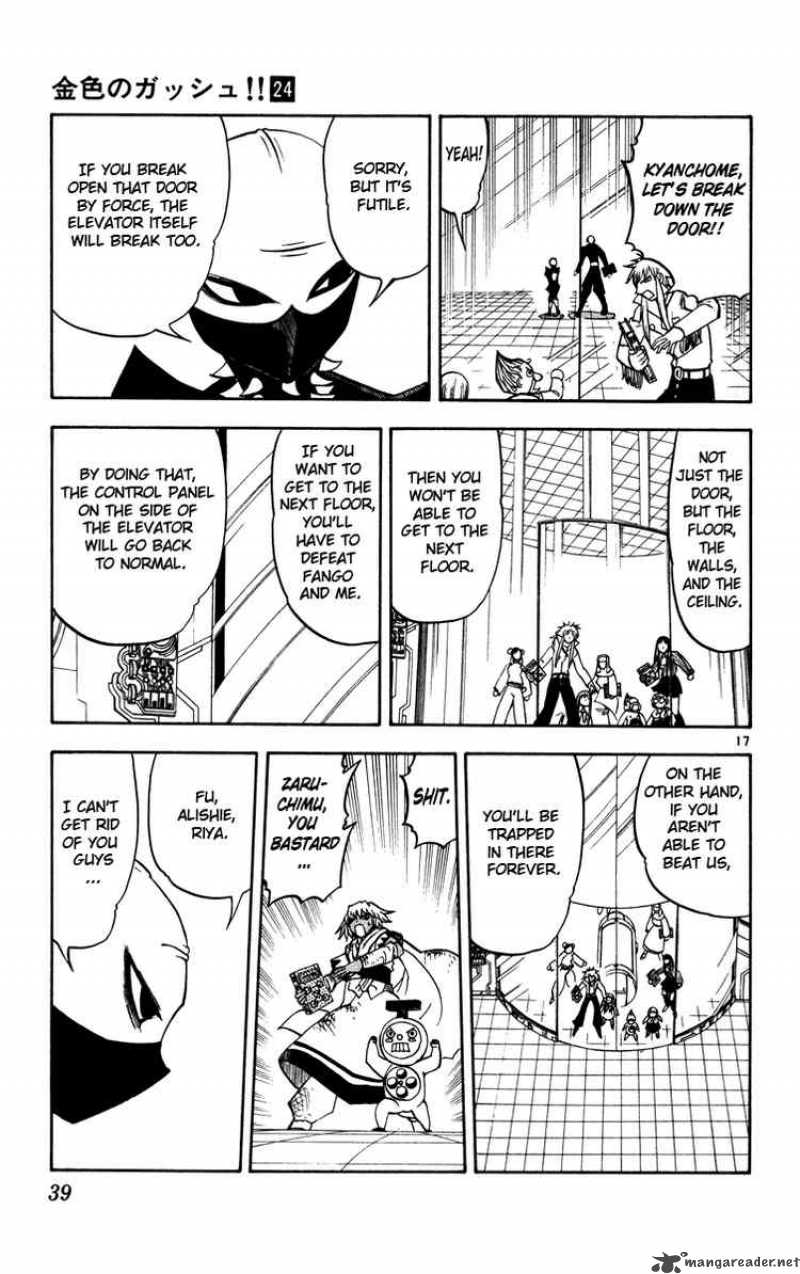 金色のガッシュ!! 24
KYANCHOME,
LET'S BREAK
DOWN THE
DOOR!!
YEAH!
SORRY,
BUT IT'S
FUTILE.
IF YOU BREAK
OPEN THAT DOOR
BY FORCE, THE
ELEVATOR ITSELF
WILL BREAK TOO.
NOT
JUST THE
DOOR,
BUT THE
FLOOR,
THE
WALLS,
AND THE
CEILING.
THEN YOU
WON'T BE
ABLE TO
GET TO THE
NEXT
FLOOR.
IF YOU
WANT TO
GET TO THE
NEXT FLOOR,
YOU'LL
HAVE TO
DEFEAT
FANGO
AND ME.
BY DOING THAT,
THE CONTROL PANEL
ON THE SIDE OF
THE ELEVATOR
WILL GO BACK
TO NORMAL.
17
ON THE
OTHER HAND,
IF YOU
AREN'T
ABLE TO
BEAT US,
YOU'LL BE
TRAPPED
IN THERE
FOREVER.
SHIT.
ZARU-
CHIMU,
YOU
BASTARD
...
FU,
ALISHIE,
RIYA.
I CAN'T
GET RID
OF YOU
GUYS
...
39
mangareader.net